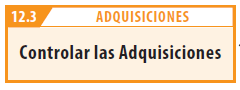 12.3 ADQUISICIONES
Controlar las Adquisiciones